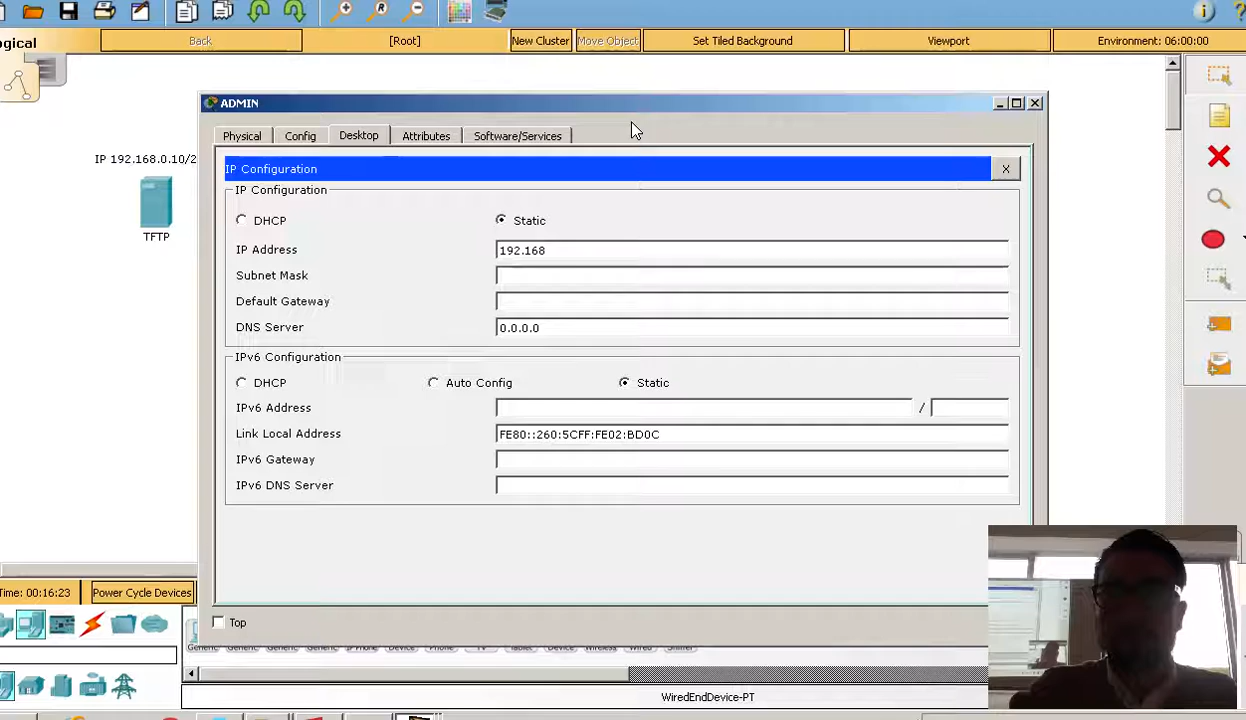 ogical
Back
[Root]
New Cluster
Move Object
Set Tiled Background
Viewport
Environment: 06:00:00
ADMIN
Physical
Config
Desktop
Attributes
Software/Services
IP 192.168.0.10/2
TFTP
IP Configuration
X
IP Configuration
DHCP
Static
IP Address
192.168
Subnet Mask
Default Gateway
DNS Server
0.0.0.0
IPv6 Configuration
DHCP
Auto Config
Static
IPv6 Address
/
Link Local Address
FE80::260:5CFF:FE02:BD0C
IPv6 Gateway
IPv6 DNS Server
Time: 00:16:23
Power Cycle Devices
Top
WiredEndDevice-PT